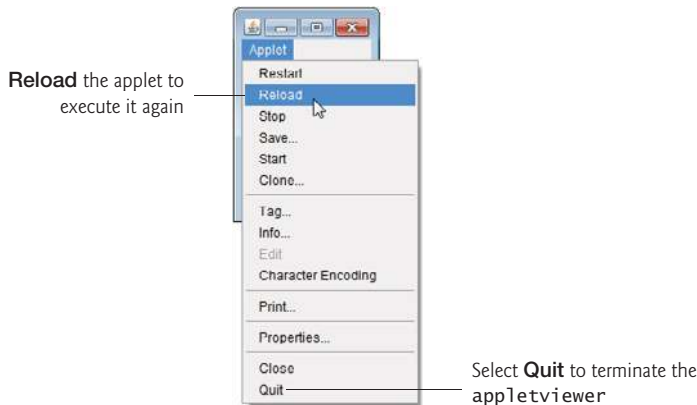 Applet
Reload the applet to
execute it again
Restart
Reload
Stop
Save...
Start
Clone...
Tag...
Info...
Edit
Character Encoding
Print...
Properties...
Close
Quit
Select Quit to terminate the
appletviewer